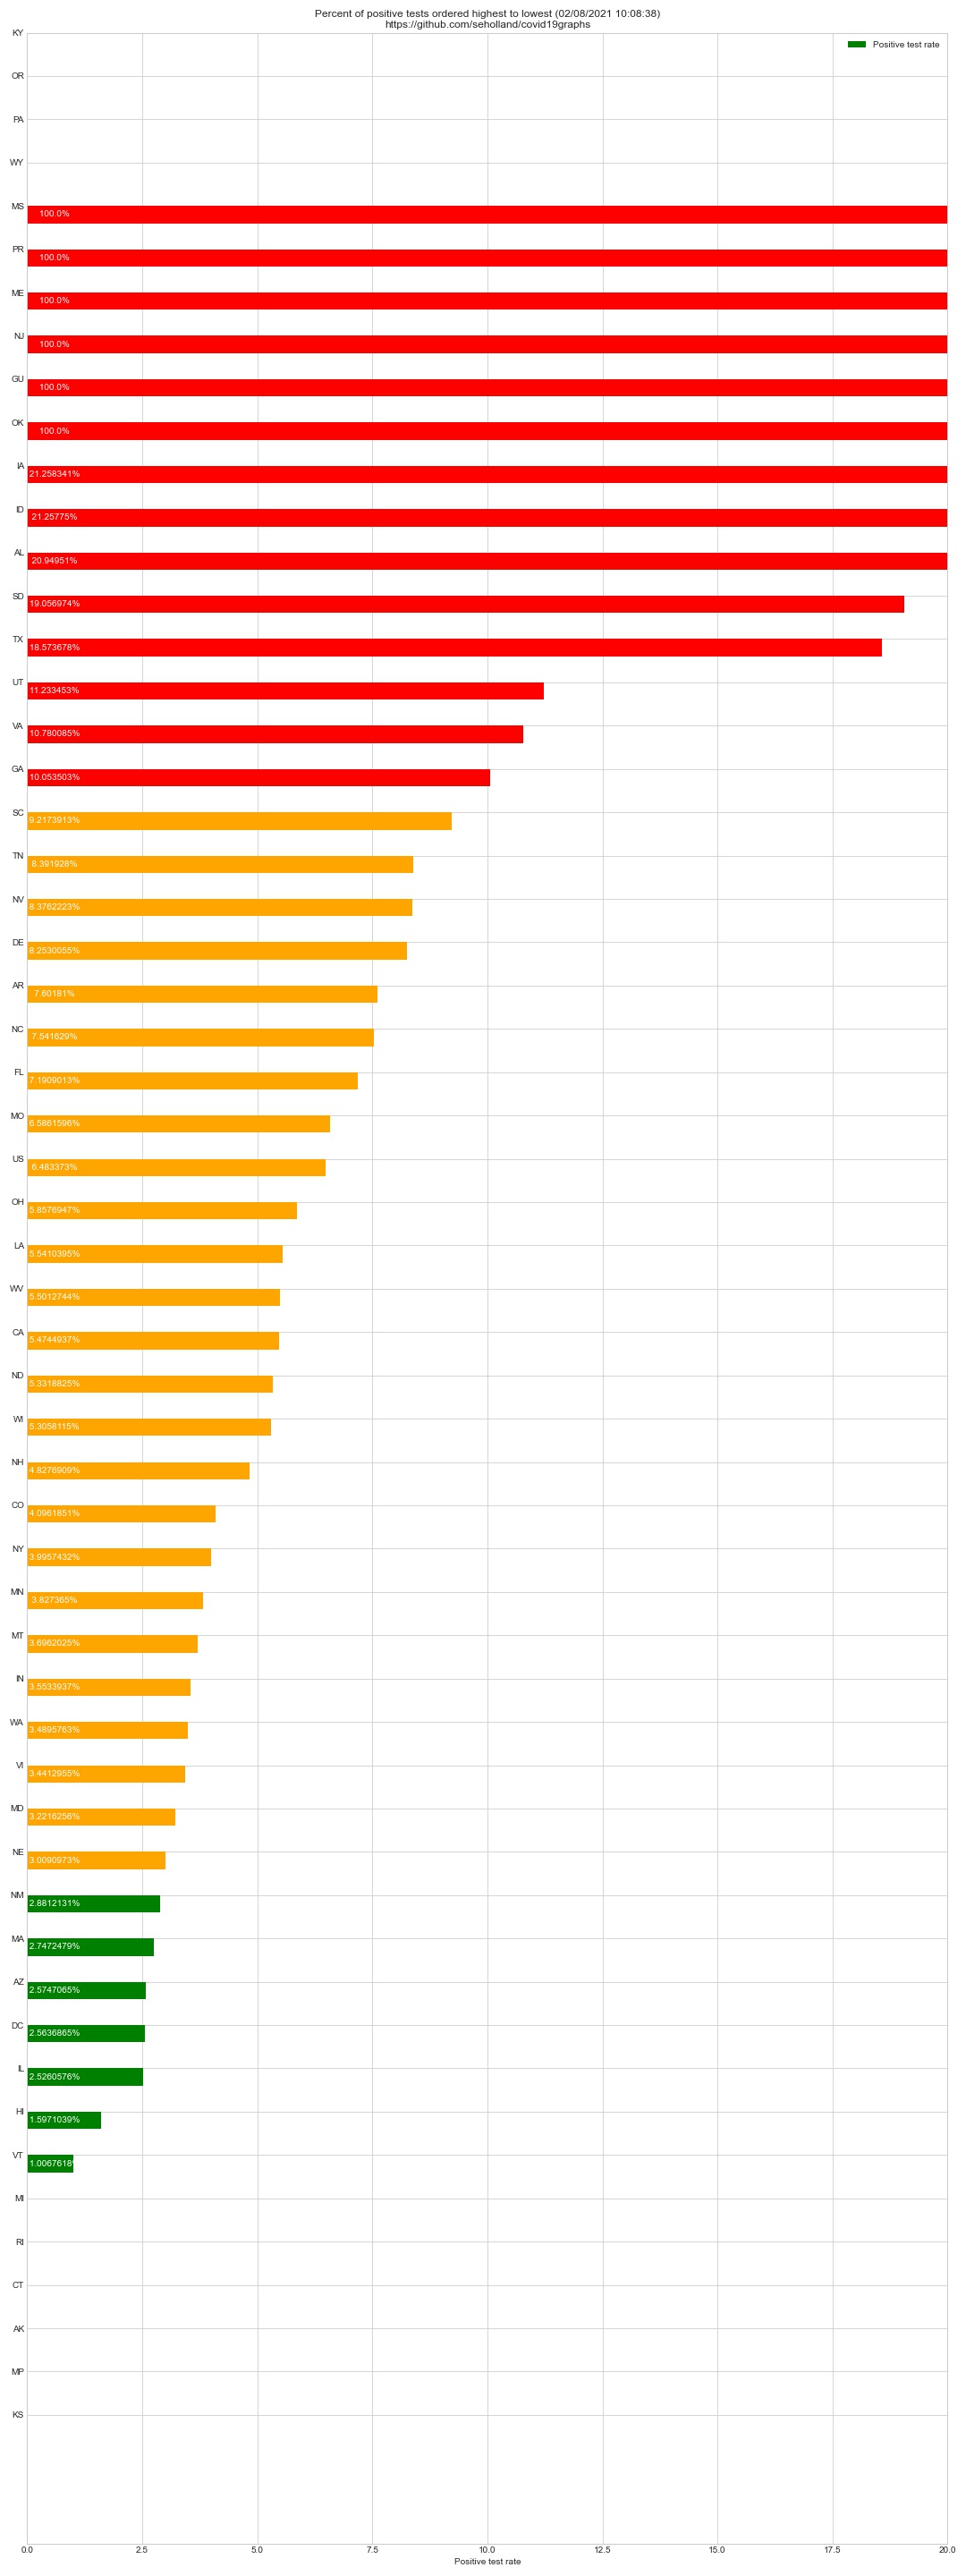 Percent of positive tests ordered highest to lowest (02/08/2021 10:08:38)
https://github.com/seholland/covid19graphs
Positive test rate
KY
OR
PA
WY
MS 100.0%
PR 100.0%
ME 100.0%
NJ 100.0%
GU 100.0%
OK 100.0%
IA 21.258341%
ID 21.25775%
AL 20.94951%
SD 19.056974%
TX 18.573678%
UT 11.233453%
VA 10.780085%
GA 10.053503%
SC 9.2173913%
TN 8.391928%
NV 8.3762223%
DE 8.2530055%
AR 7.60181%
NC 7.541629%
FL 7.1909013%
MO 6.5861596%
US 6.483373%
OH 5.8576947%
LA 5.5410395%
WV 5.5012744%
CA 5.4744937%
ND 5.3318825%
WI 5.3058115%
NH 4.8276909%
CO 4.0961851%
NY 3.9957432%
MN 3.827365%
MT 3.6962025%
IN 3.5533937%
WA 3.4895763%
VI 3.4412955%
MD 3.2216256%
NE 3.0090973%
NM 2.8812131%
MA 2.7472479%
AZ 2.5747065%
DC 2.5636865%
IL 2.5260576%
HI 1.5971039%
VT 1.0067618%
MI
RI
CT
AK
MP
KS
0.0 2.5 5.0 7.5 10.0 12.5 15.0 17.5 20.0
Positive test rate